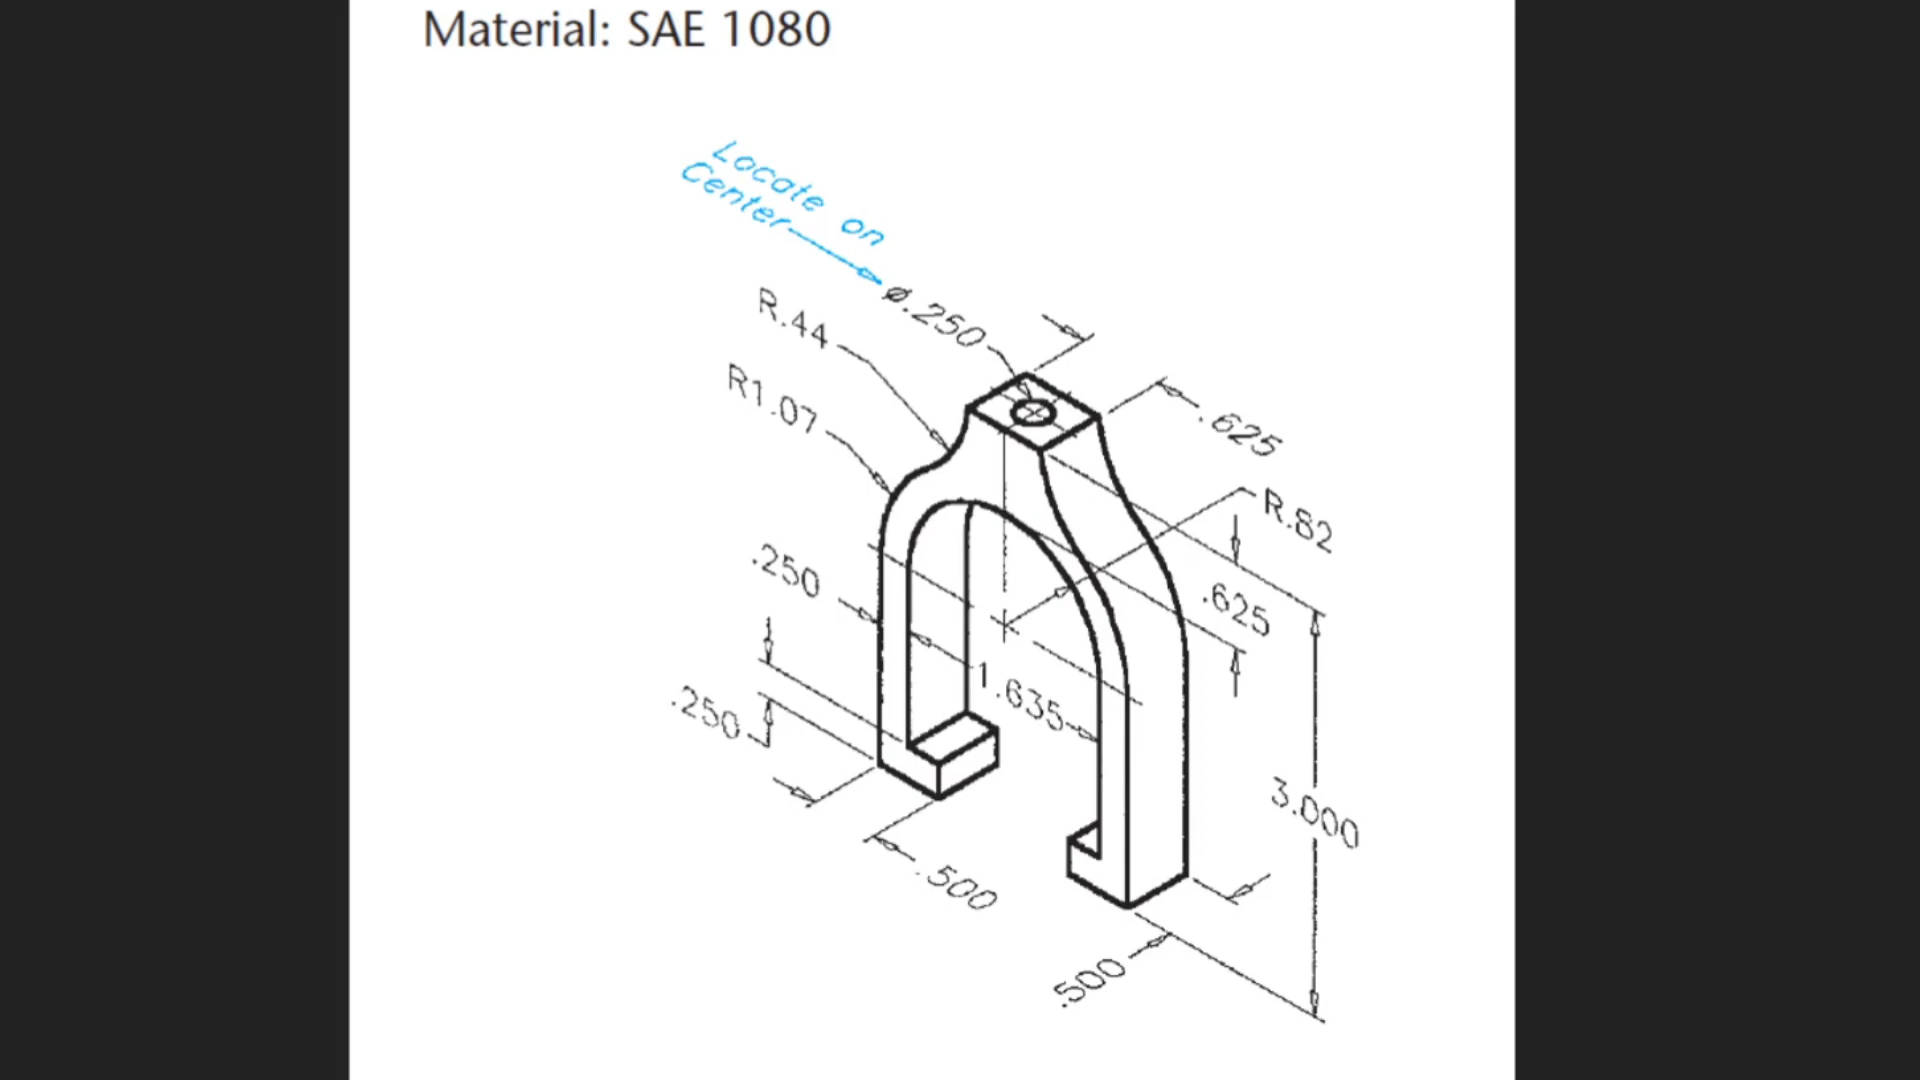 Material: SAE 1080
Locate on
Center
ø.250
R.44
R1.07
.625
R.82
.250
.625
1.635
.250
3.000
.500
.500